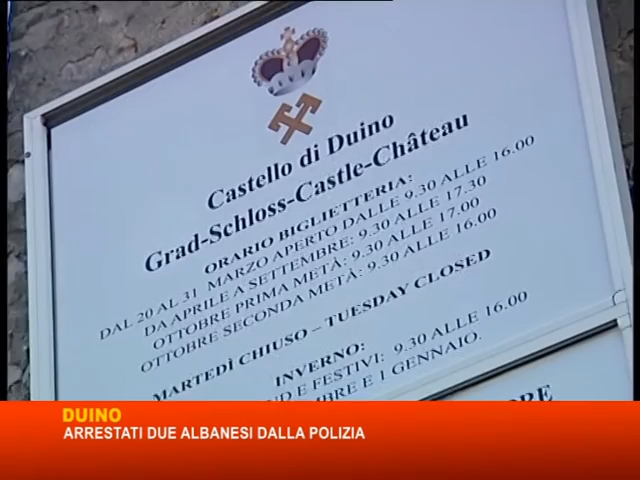 Castello di Duino
Grad-Schloss-Castle-Château
ORARIO BIGLIETTERIA:
DAL 20 AL 31 MARZO APERTO DALLE 9.30 ALLE 16.00
DA APRILE A SETTEMBRE: 9.30 ALLE 17.30
OTTOBRE PRIMA METÀ: 9.30 ALLE 17.00
OTTOBRE SECONDA METÀ: 9.30 ALLE 16.00
MARTEDÌ CHIUSO – TUESDAY CLOSED
INVERNO:
E FESTIVI: 9.30 ALLE 16.00
E 1 GENNAIO.
DUINO
ARRESTATI DUE ALBANESI DALLA POLIZIA